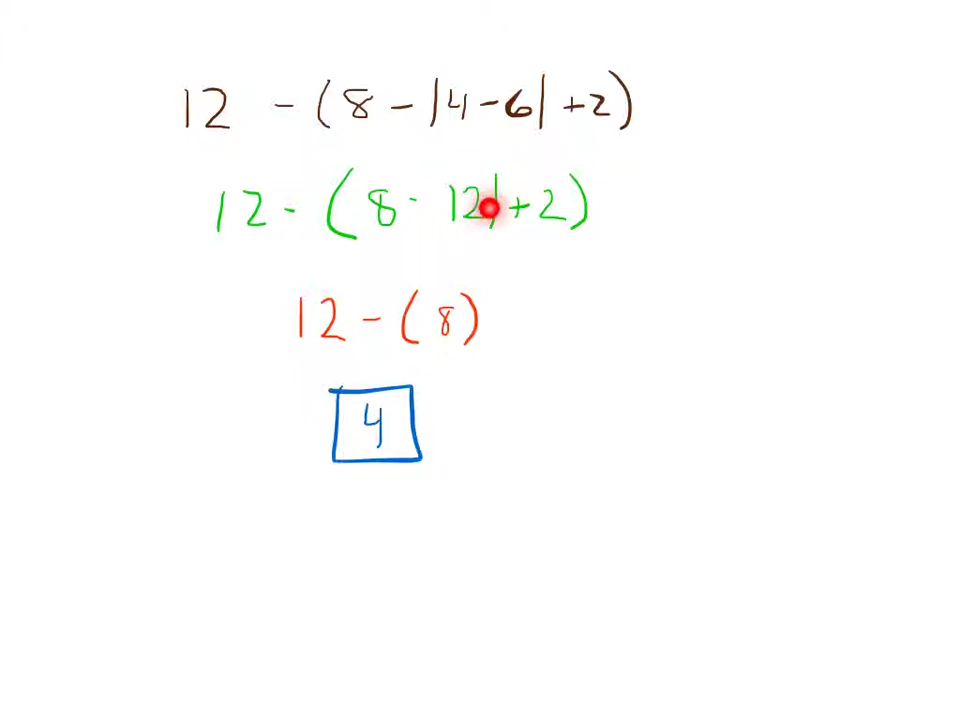 12 - (8 - |4 - 6| + 2)
12 - (8 - |2| + 2)
12 - (8)
4